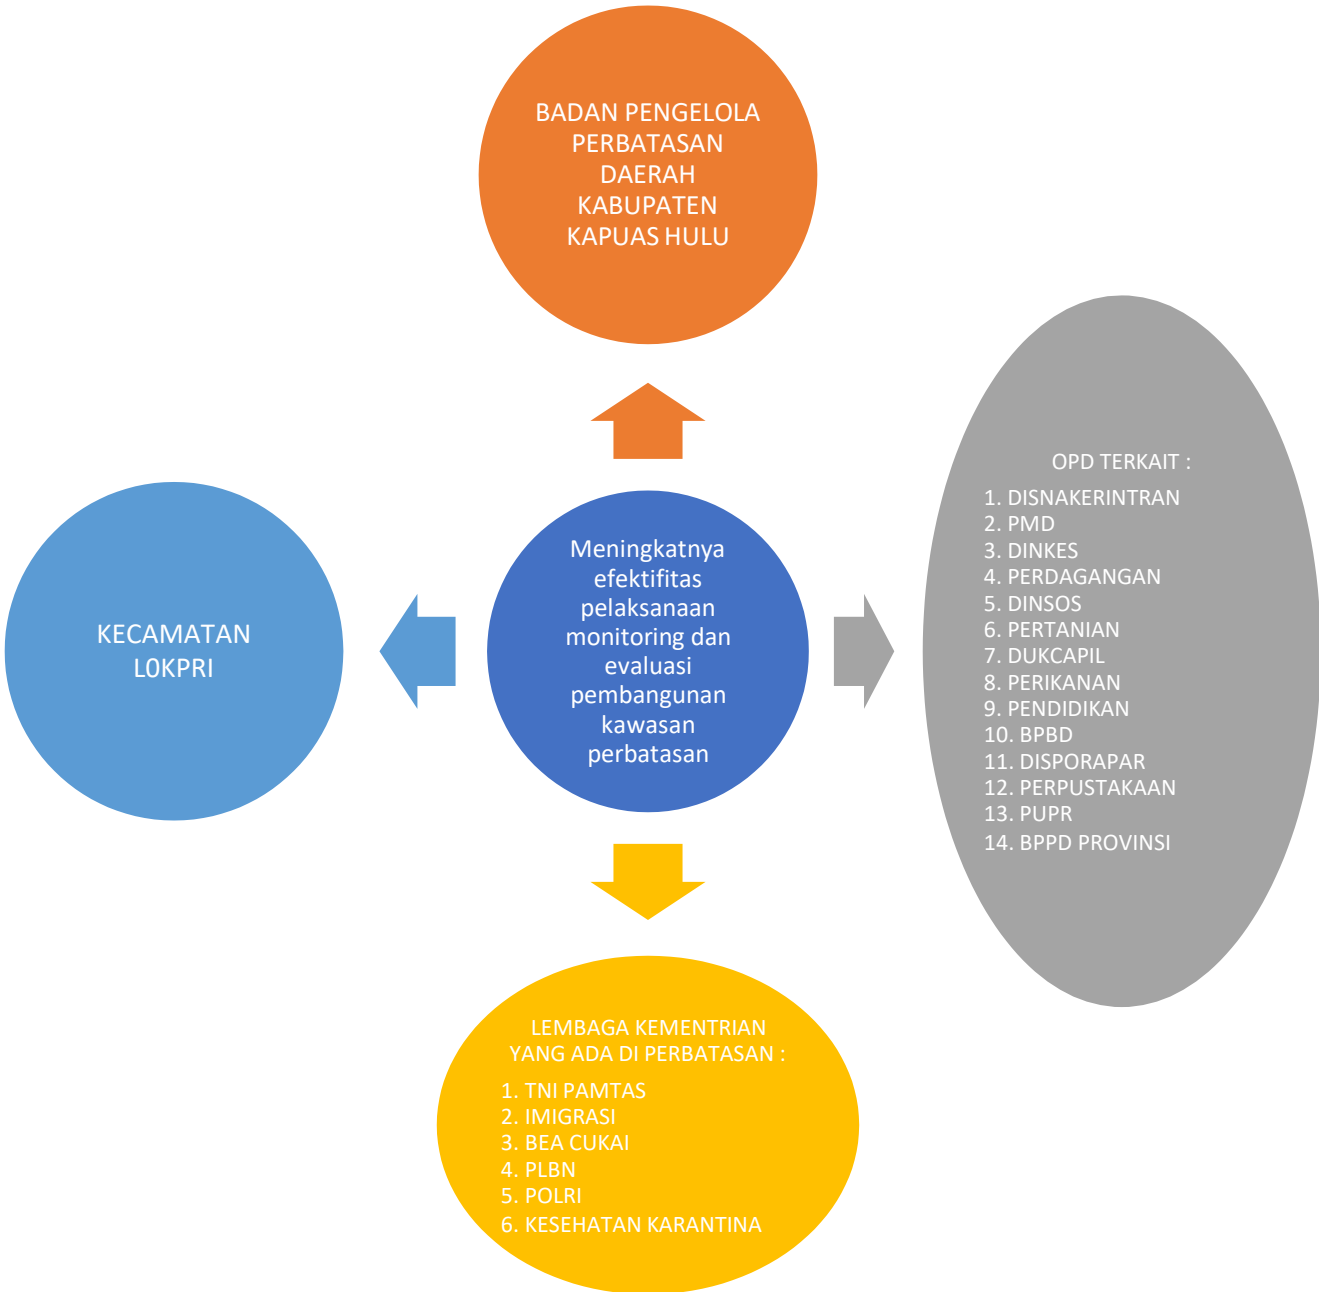 BADAN PENGELOLA
PERBATASAN
DAERAH
KABUPATEN
KAPUAS HULU
KECAMATAN
L0KPRI
Meningkatnya
efektifitas
pelaksanaan
monitoring dan
evaluasi
pembangunan
kawasan
perbatasan
OPD TERKAIT :
1. DISNAKERINTRAN
2. PMD
3. DINKES
4. PERDAGANGAN
5. DINSOS
6. PERTANIAN
7. DUKCAPIL
8. PERIKANAN
9. PENDIDIKAN
10. BPBD
11. DISPORAPAR
12. PERPUSTAKAAN
13. PUPR
14. BPPD PROVINSI
LEMBAGA KEMENTRIAN
YANG ADA DI PERBATASAN :
1. TNI PAMTAS
2. IMIGRASI
3. BEA CUKAI
4. PLBN
5. POLRI
6. KESEHATAN KARANTINA